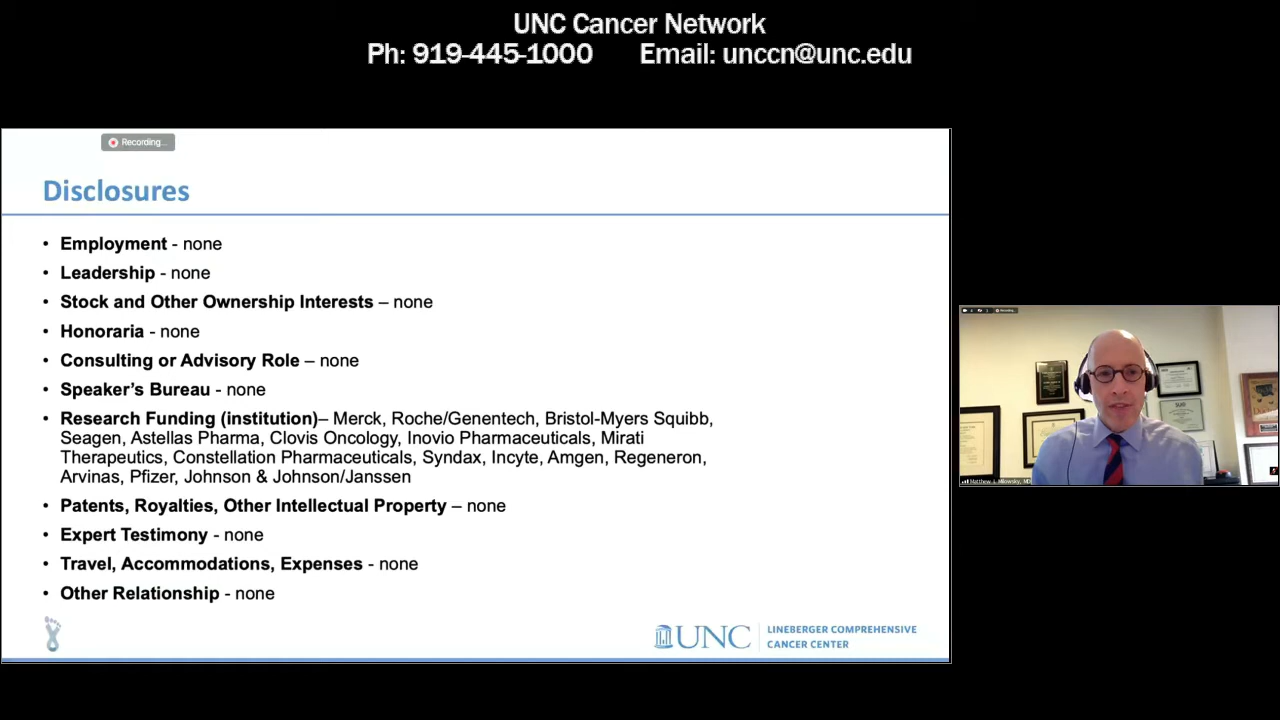 UNC Cancer Network
Ph: 919-445-1000 Email: unccn@unc.edu
Recording...
Disclosures
• Employment - none
• Leadership - none
• Stock and Other Ownership Interests – none
• Honoraria - none
• Consulting or Advisory Role – none
• Speaker’s Bureau - none
• Research Funding (institution)– Merck, Roche/Genentech, Bristol-Myers Squibb,
Seagen, Astellas Pharma, Clovis Oncology, Inovio Pharmaceuticals, Mirati
Therapeutics, Constellation Pharmaceuticals, Syndax, Incyte, Amgen, Regeneron,
Arvinas, Pfizer, Johnson & Johnson/Janssen
• Patents, Royalties, Other Intellectual Property – none
• Expert Testimony - none
• Travel, Accommodations, Expenses - none
• Other Relationship - none
UNC
LINEBERGER COMPREHENSIVE
CANCER CENTER
Matthew I. Milowsky, MD